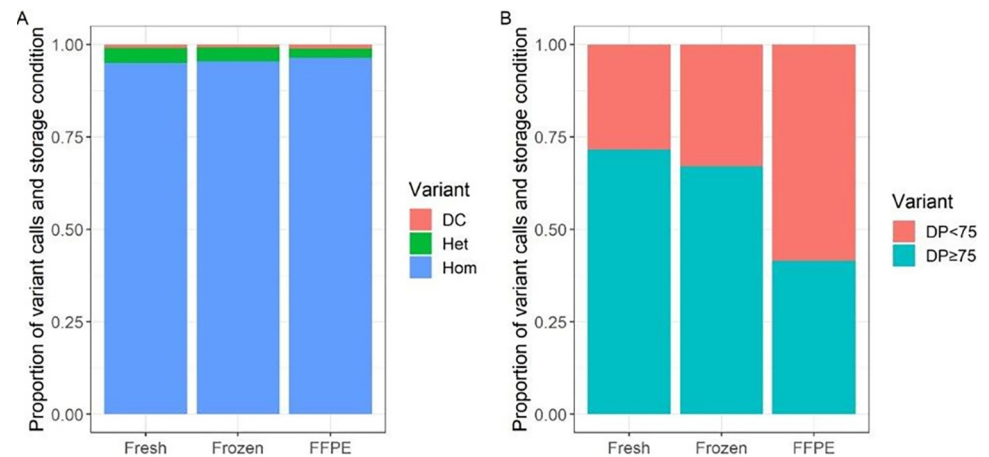 A
Proportion of variant calls and storage condition
1.00
0.75
0.50
0.25
0.00
Fresh
Frozen
FFPE
Variant
DC
Het
Hom
B
Proportion of variant calls and storage condition
1.00
0.75
0.50
0.25
0.00
Fresh
Frozen
FFPE
Variant
DP<75
DP≥75